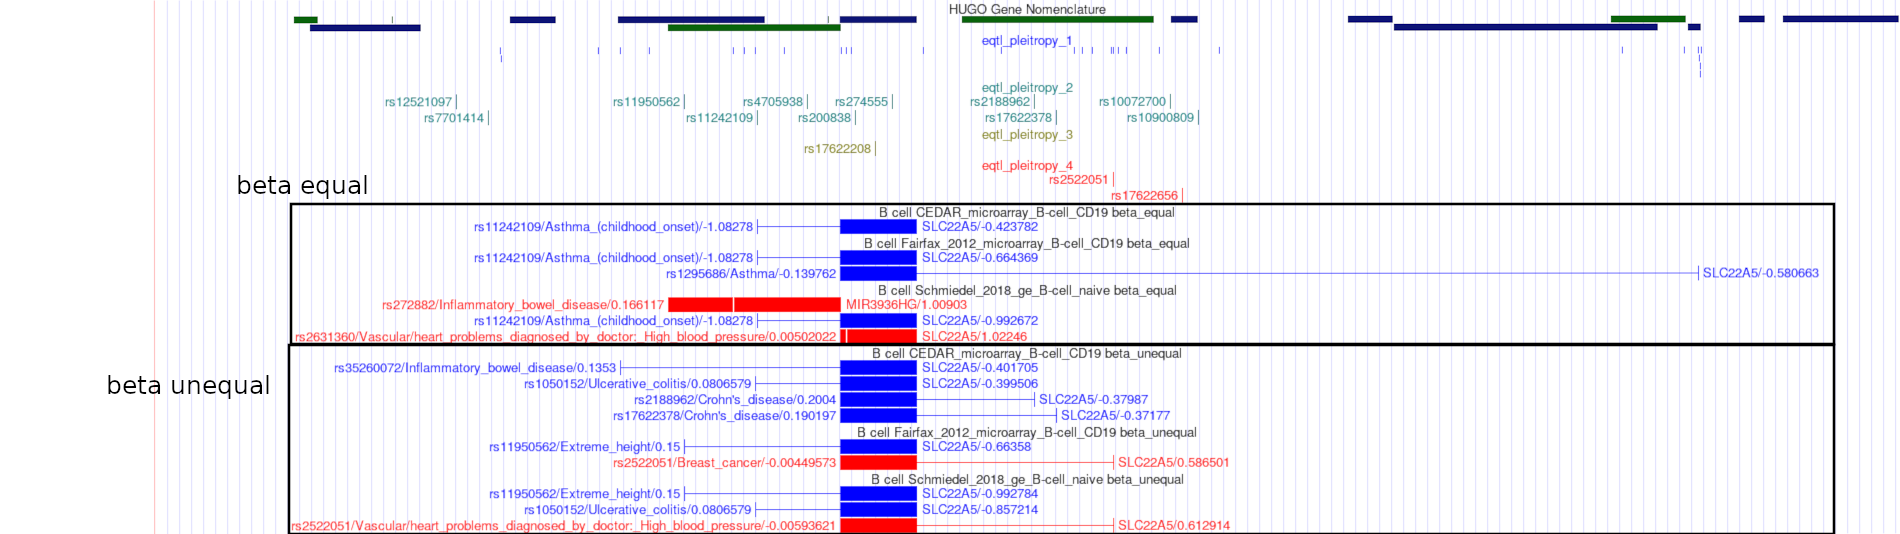 HUGO Gene Nomenclature
eqtl_pleitropy_1
eqtl_pleitropy_2
rs12521097 rs11950562 rs4705938 rs274555 rs2188962 rs10072700
rs7701414 rs11242109 rs200838 rs17622378 rs10900809
eqtl_pleitropy_3
rs17622208
eqtl_pleitropy_4
rs2522051
beta equal
rs17622656
B cell CEDAR_microarray_B-cell_CD19 beta_equal
rs11242109/Asthma_(childhood_onset)/-1.08278 SLC22A5/-0.423782
B cell Fairfax_2012_microarray_B-cell_CD19 beta_equal
rs11242109/Asthma_(childhood_onset)/-1.08278 SLC22A5/-0.664369
rs1295686/Asthma/-0.139762 SLC22A5/-0.580663
B cell Schmiedel_2018_ge_B-cell_naive beta_equal
rs272882/Inflammatory_bowel_disease/0.166117 MIR3936HG/1.00903
rs11242109/Asthma_(childhood_onset)/-1.08278 SLC22A5/-0.992672
rs2631360/Vascular/heart_problems_diagnosed_by_doctor:_High_blood_pressure/0.00502022 SLC22A5/1.02246
B cell CEDAR_microarray_B-cell_CD19 beta_unequal
rs35260072/Inflammatory_bowel_disease/0.1353 SLC22A5/-0.401705
beta unequal
rs1050152/Ulcerative_colitis/0.0806579 SLC22A5/-0.399506
rs2188962/Crohn's_disease/0.2004 SLC22A5/-0.37987
rs17622378/Crohn's_disease/0.190197 SLC22A5/-0.37177
B cell Fairfax_2012_microarray_B-cell_CD19 beta_unequal
rs11950562/Extreme_height/0.15 SLC22A5/-0.66358
rs2522051/Breast_cancer/-0.00449573 SLC22A5/0.586501
B cell Schmiedel_2018_ge_B-cell_naive beta_unequal
rs11950562/Extreme_height/0.15 SLC22A5/-0.992784
rs1050152/Ulcerative_colitis/0.0806579 SLC22A5/-0.857214
rs2522051/Vascular/heart_problems_diagnosed_by_doctor:_High_blood_pressure/-0.00593621 SLC22A5/0.612914